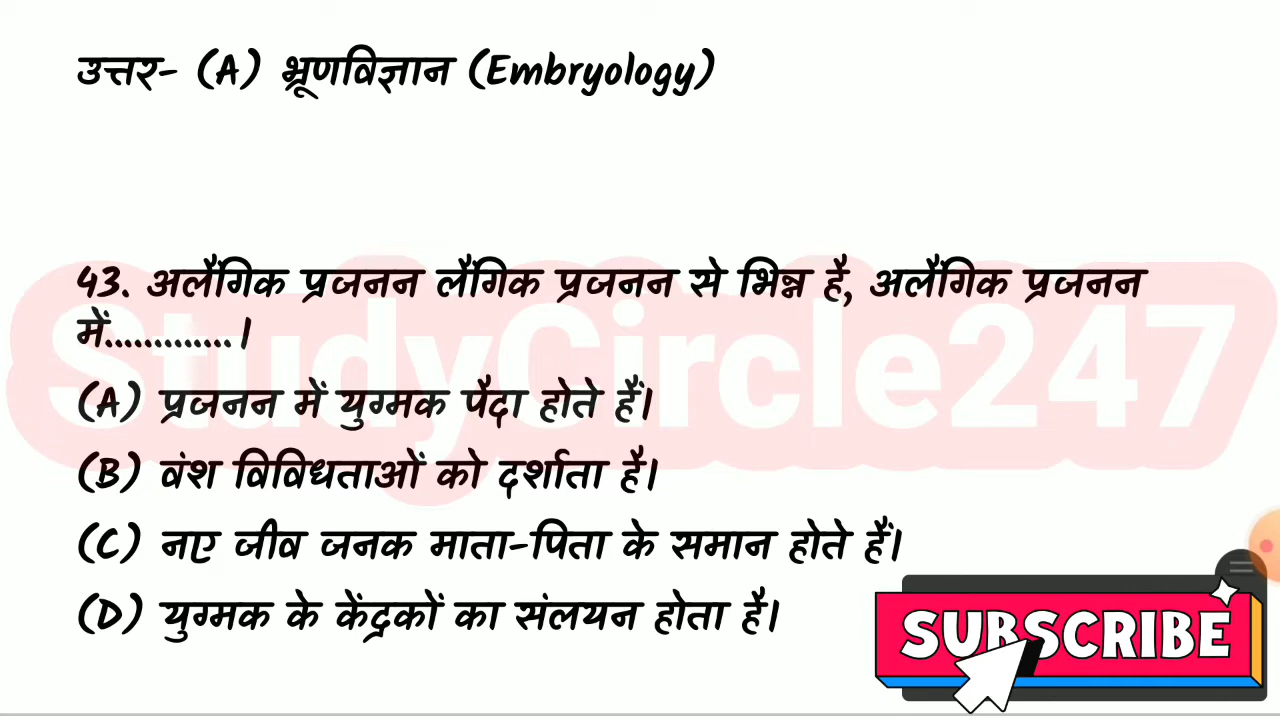 उत्तर- (A) भ्रूणविज्ञान (Embryology)
43. अलैंगिक प्रजनन लैंगिक प्रजनन से भिन्न है, अलैंगिक प्रजनन
में.............।
(A) प्रजनन में युग्मक पैदा होते हैं।
(B) वंश विविधताओं को दर्शाता है।
(C) नए जीव जनक माता-पिता के समान होते हैं।
(D) युग्मक के केंद्रकों का संलयन होता है।
StudyCircle247
SUBSCRIBE